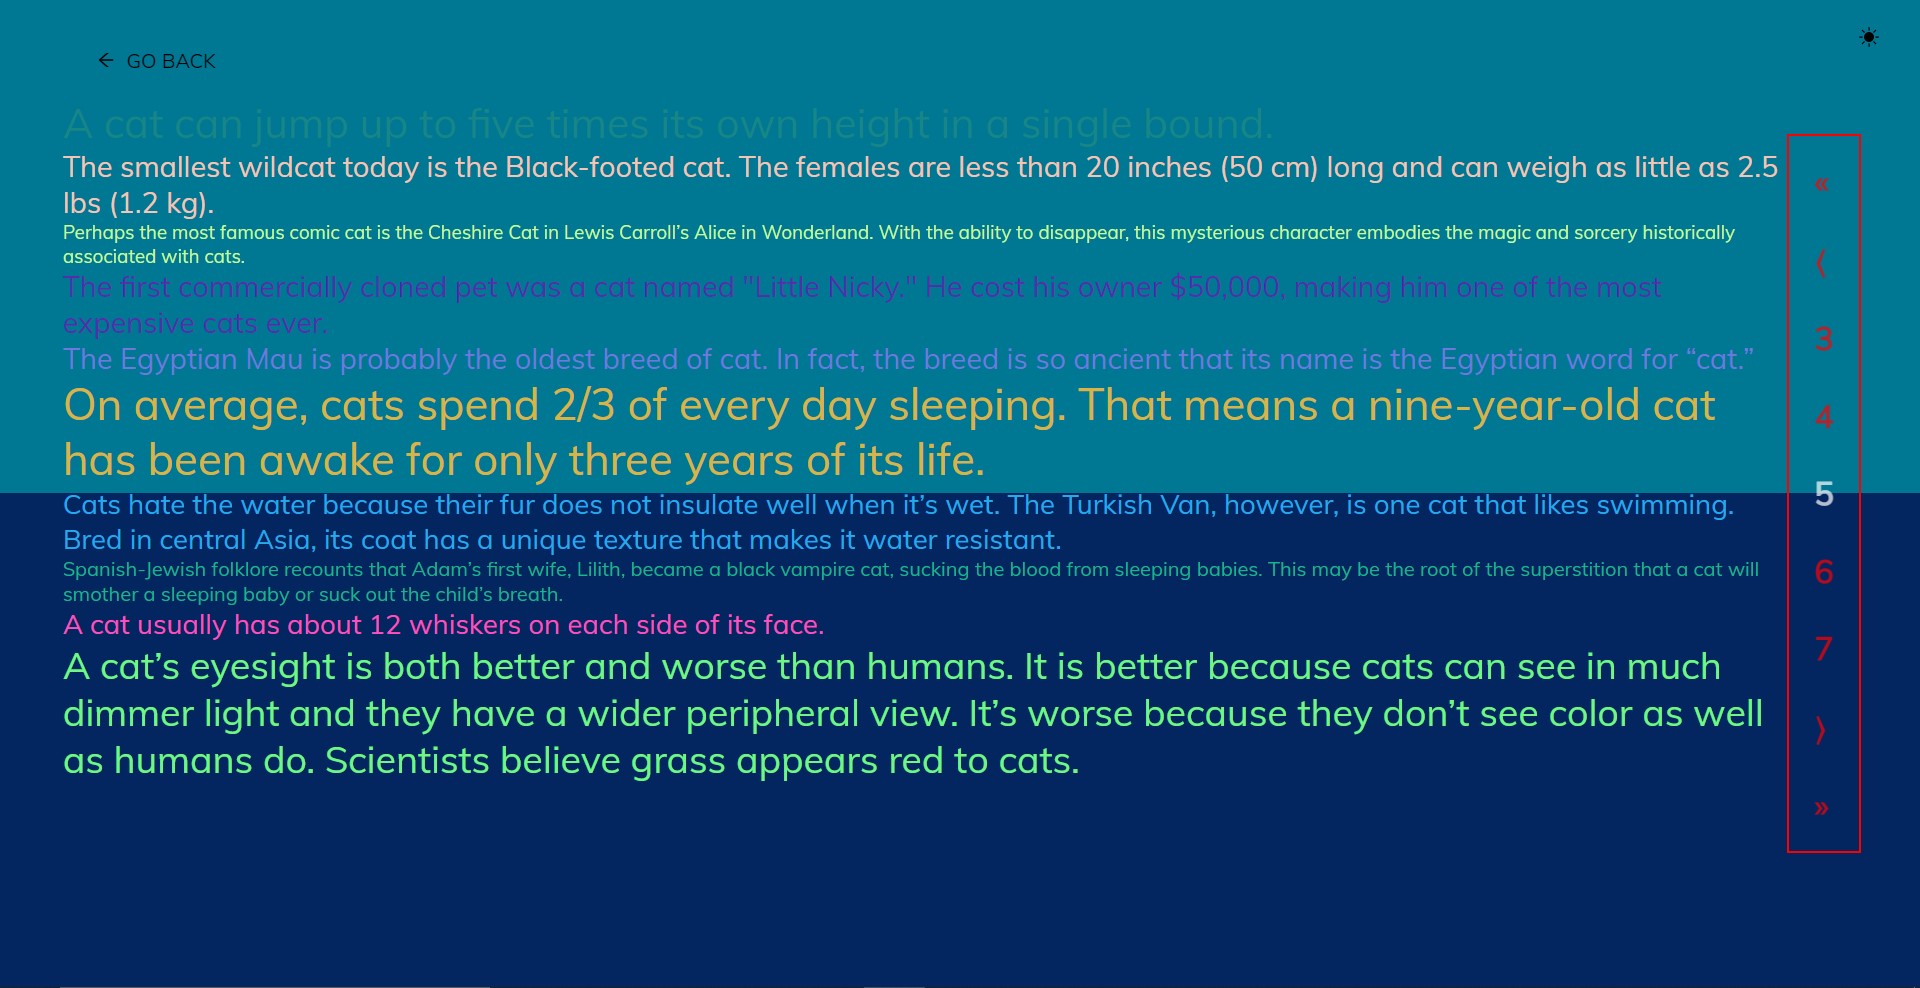 GO BACK
A cat can jump up to five times its own height in a single bound.
The smallest wildcat today is the Black-footed cat. The females are less than 20 inches (50 cm) long and can weigh as little as 2.5
lbs (1.2 kg).
Perhaps the most famous comic cat is the Cheshire Cat in Lewis Carroll’s Alice in Wonderland. With the ability to disappear, this mysterious character embodies the magic and sorcery historically
associated with cats.
The first commercially cloned pet was a cat named "Little Nicky." He cost his owner $50,000, making him one of the most
expensive cats ever.
The Egyptian Mau is probably the oldest breed of cat. In fact, the breed is so ancient that its name is the Egyptian word for “cat.”
On average, cats spend 2/3 of every day sleeping. That means a nine-year-old cat
has been awake for only three years of its life.
Cats hate the water because their fur does not insulate well when it’s wet. The Turkish Van, however, is one cat that likes swimming.
Bred in central Asia, its coat has a unique texture that makes it water resistant.
Spanish-Jewish folklore recounts that Adam’s first wife, Lilith, became a black vampire cat, sucking the blood from sleeping babies. This may be the root of the superstition that a cat will
smother a sleeping baby or suck out the child’s breath.
A cat usually has about 12 whiskers on each side of its face.
A cat’s eyesight is both better and worse than humans. It is better because cats can see in much
dimmer light and they have a wider peripheral view. It’s worse because they don’t see color as well
as humans do. Scientists believe grass appears red to cats.
«
⟨
3
4
5
6
7
⟩
»